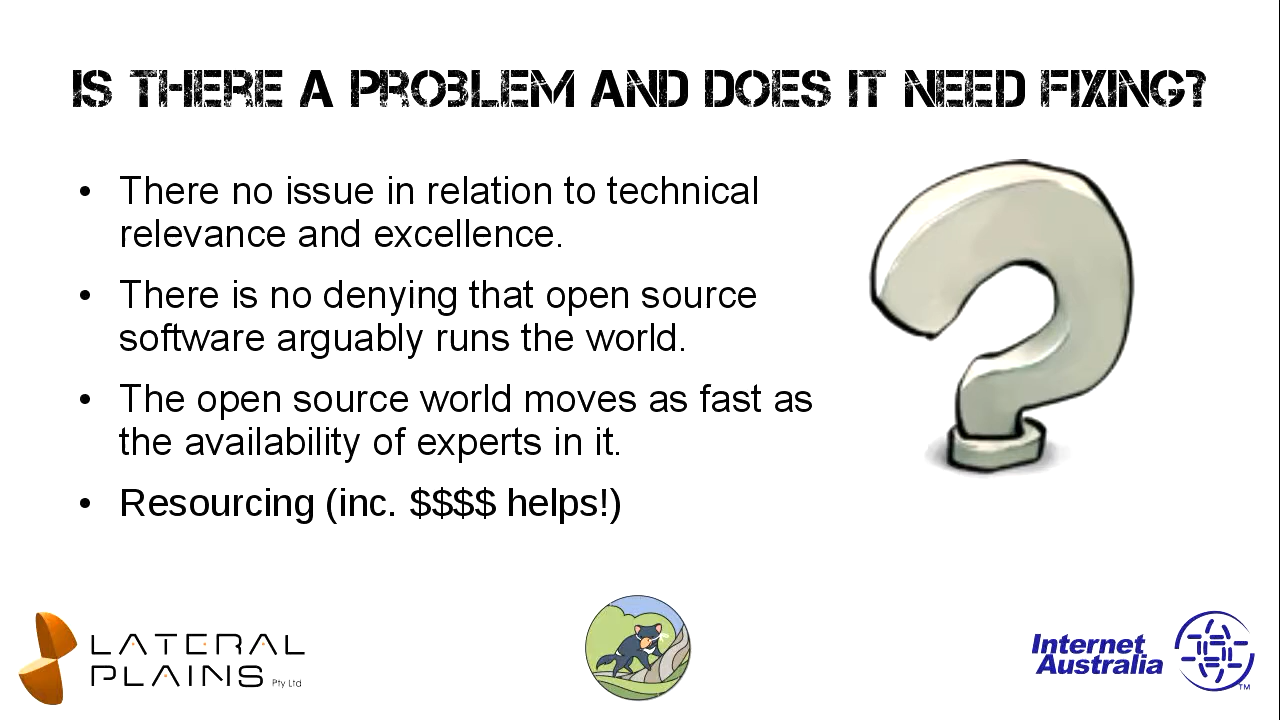 IS THERE A PROBLEM AND DOES IT NEED FIXING?
• There no issue in relation to technical
relevance and excellence.
• There is no denying that open source
software arguably runs the world.
• The open source world moves as fast as
the availability of experts in it.
• Resourcing (inc. $$$$ helps!)
LATERAL
PLAINS Pty Ltd
Internet
Australia
TM